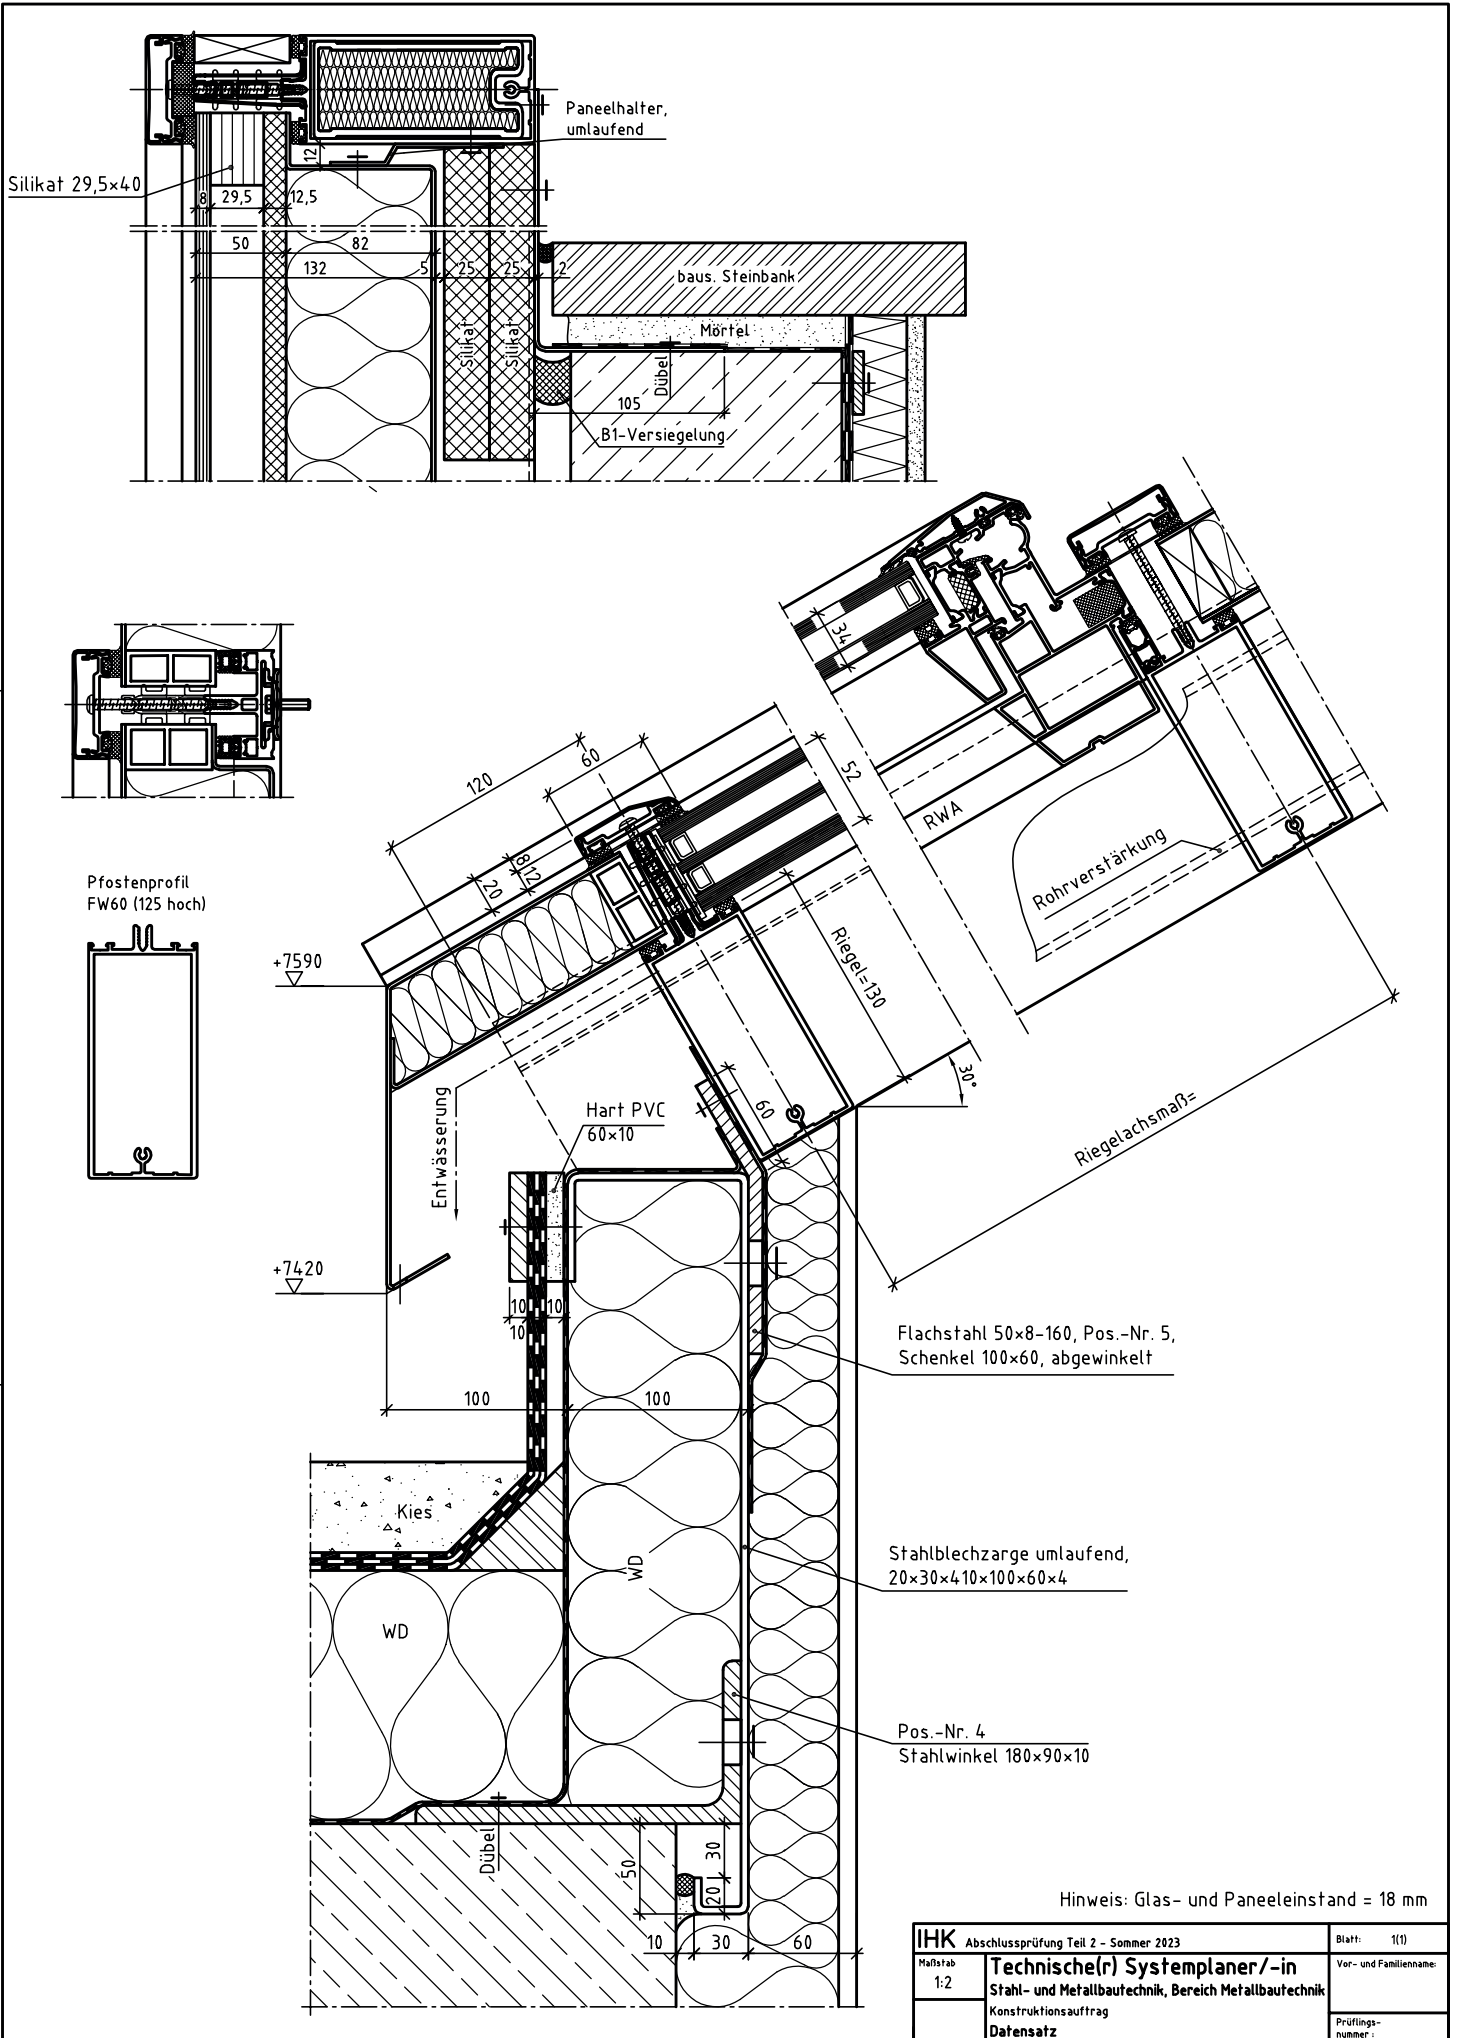 Paneelhalter,
umlaufend
12
Silikat 29,5×40
8 29,5 12,5
50 82
132 5 25 25 2
baus. Steinbank
Silikat
Silikat
Mörtel
Dübel
105
B1-Versiegelung
34
120
60
52
RWA
8
12
20
Rohrverstärkung
Pfostenprofil
FW60 (125 hoch)
+7590
Riegel=130
30°
60
Riegelachsmaß=
Entwässerung
Hart PVC
60×10
+7420
10 10
10
Flachstahl 50×8-160, Pos.-Nr. 5,
Schenkel 100×60, abgewinkelt
100 100
Kies
Stahlblechzarge umlaufend,
20×30×410×100×60×4
WD
WD
Pos.-Nr. 4
Stahlwinkel 180×90×10
Dübel
50
30
20
10 30 60
Hinweis: Glas- und Paneeleinstand = 18 mm
IHK Abschlussprüfung Teil 2 - Sommer 2023
Blatt: 1(1)
Maßstab
1:2
Technische(r) Systemplaner/-in
Stahl- und Metallbautechnik, Bereich Metallbautechnik
Vor- und Familienname:
Konstruktionsauftrag
Datensatz
Prüflings-
nummer :